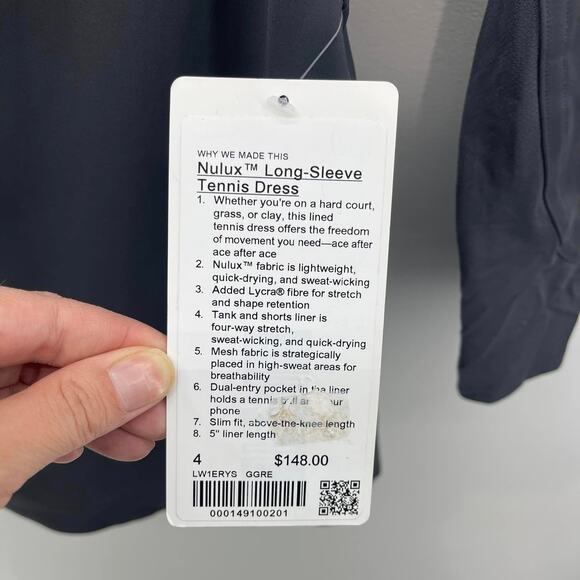 WHY WE MADE THIS
Nulux™ Long-Sleeve
Tennis Dress
1. Whether you're on a hard court,
grass, or clay, this lined
tennis dress offers the freedom
of movement you need—ace after
ace after ace
2. Nulux™ fabric is lightweight,
quick-drying, and sweat-wicking
3. Added Lycra® fibre for stretch
and shape retention
4. Tank and shorts liner is
four-way stretch,
sweat-wicking, and quick-drying
5. Mesh fabric is strategically
placed in high-sweat areas for
breathability
6. Dual-entry pocket in the liner
holds a tennis ball and your
phone
7. Slim fit, above-the-knee length
8. 5" liner length
4 $148.00
LW1ERYS GGRE
000149100201